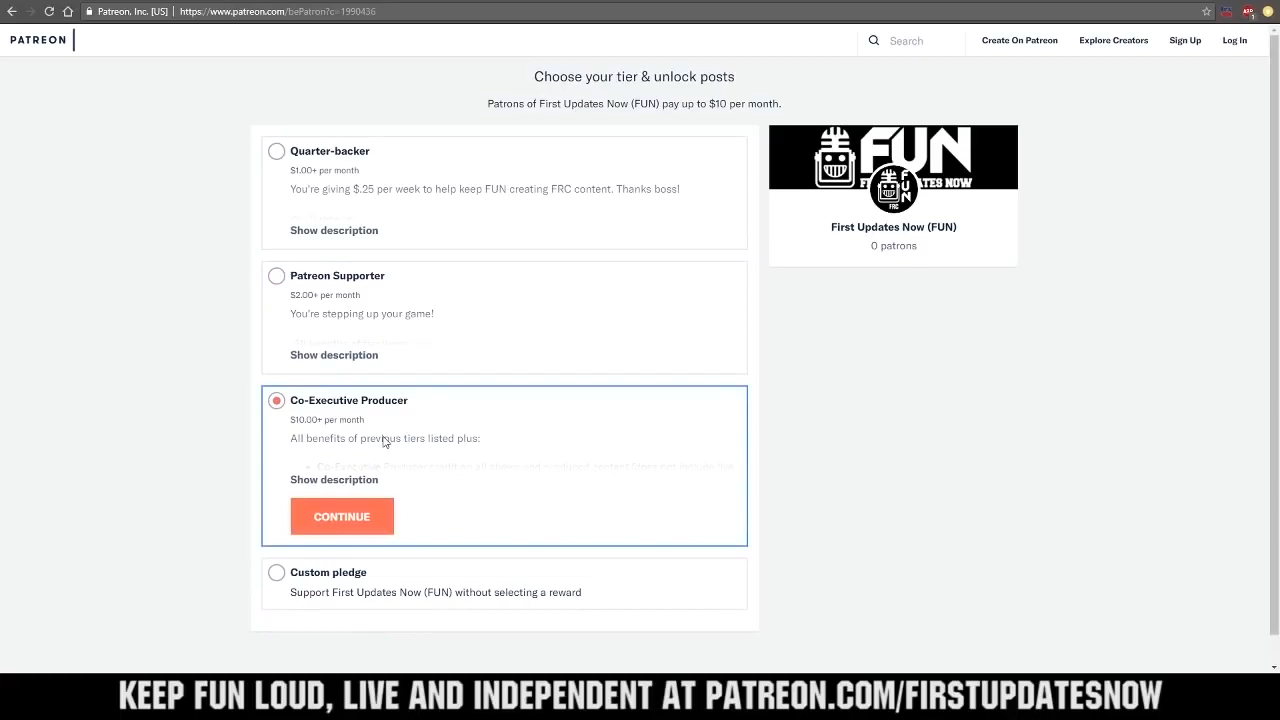 Patreon, Inc. [US] | https://www.patreon.com/bePatron?c=1990436
PATREON
Search
Create On Patreon
Explore Creators
Sign Up
Log In
Choose your tier & unlock posts
Patrons of First Updates Now (FUN) pay up to $10 per month.
Quarter-backer
$1.00+ per month
You're giving $.25 per week to help keep FUN creating FRC content. Thanks boss!
Show description
Patreon Supporter
$2.00+ per month
You're stepping up your game!
Show description
Co-Executive Producer
$10.00+ per month
All benefits of previous tiers listed plus:
Show description
CONTINUE
Custom pledge
Support First Updates Now (FUN) without selecting a reward
FUN
FUN
FRC
First Updates Now (FUN)
0 patrons
KEEP FUN LOUD, LIVE AND INDEPENDENT AT PATREON.COM/FIRSTUPDATESNOW